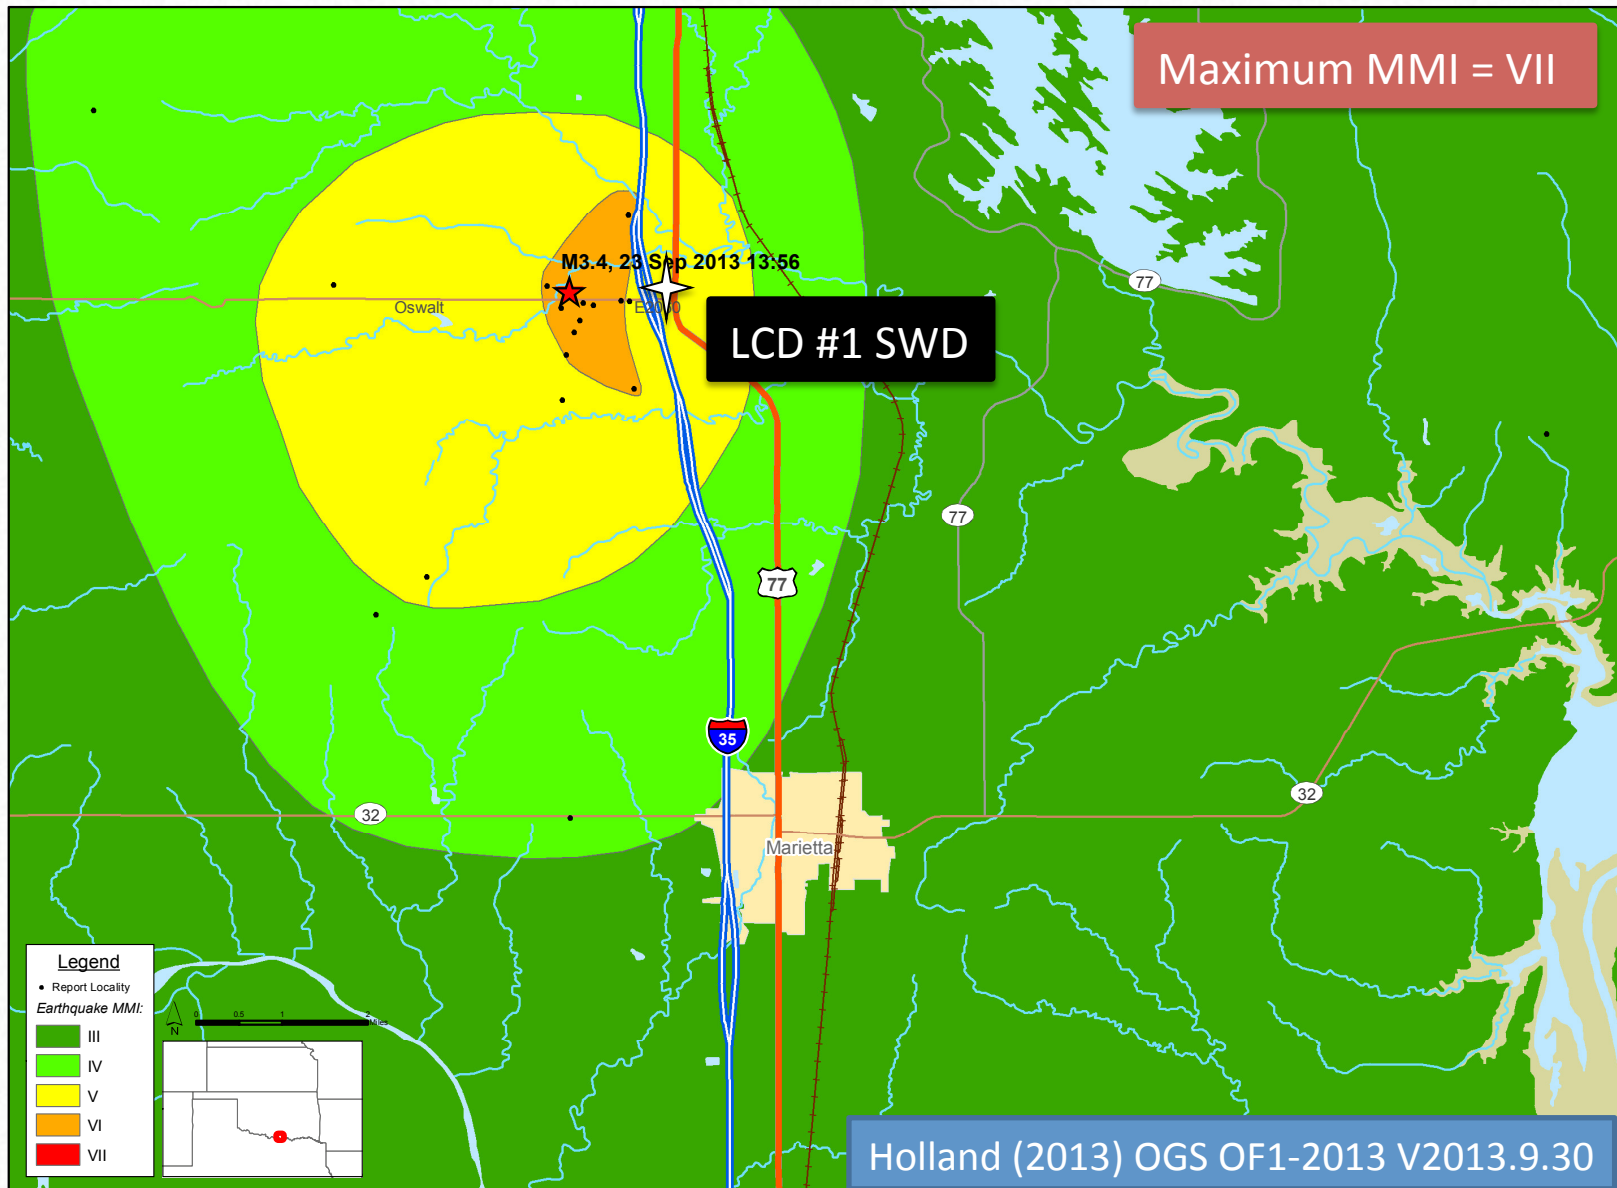 Maximum MMI = VII
M3.4, 23 Sep 2013 13:56
77
Oswalt
LCD #1 SWD
77
77
35
32
32
Marietta
Legend
Report Locality
Earthquake MMI:
III
IV
V
VI
VII
N
0 0.5 1 2
Miles
Holland (2013) OGS OF1-2013 V2013.9.30